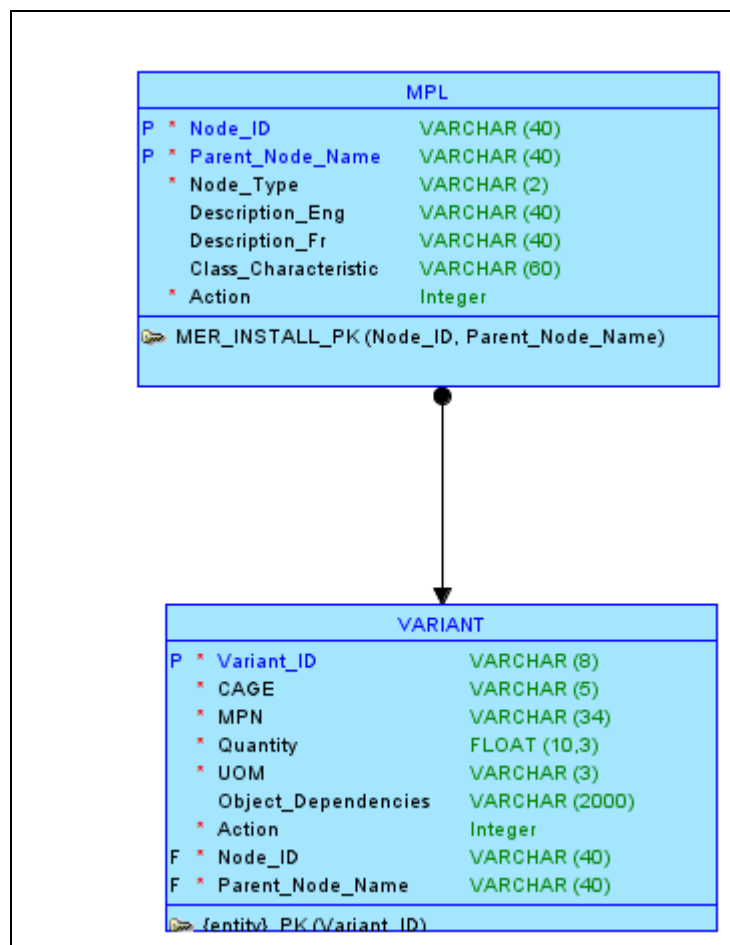 MPL
P * Node_ID VARCHAR (40)
P * Parent_Node_Name VARCHAR (40)
* Node_Type VARCHAR (2)
Description_Eng VARCHAR (40)
Description_Fr VARCHAR (40)
Class_Characteristic VARCHAR (60)
* Action Integer
MER_INSTALL_PK (Node_ID, Parent_Node_Name)
VARIANT
P * Variant_ID VARCHAR (8)
* CAGE VARCHAR (5)
* MPN VARCHAR (34)
* Quantity FLOAT (10,3)
* UOM VARCHAR (3)
Object_Dependencies VARCHAR (2000)
* Action Integer
F * Node_ID VARCHAR (40)
F * Parent_Node_Name VARCHAR (40)
{entity}_PK (Variant_ID)